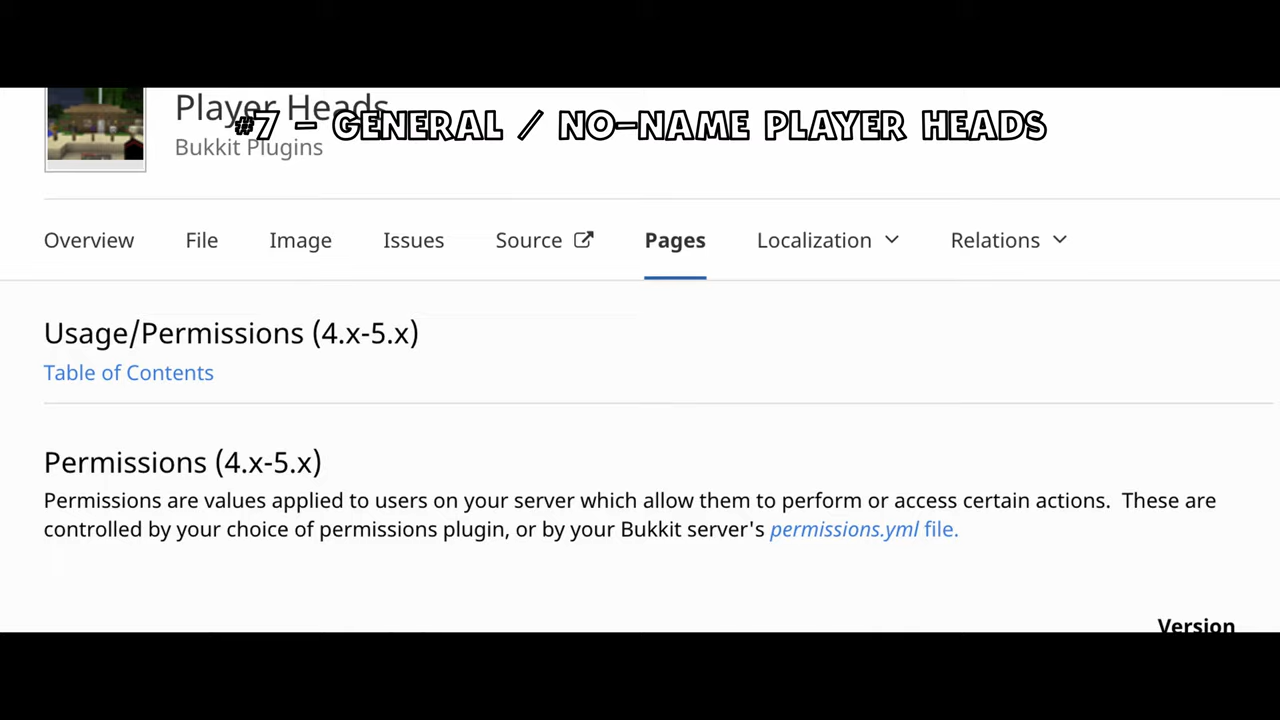 Player Heads
#7 - GENERAL / NO-NAME PLAYER HEADS
Bukkit Plugins
Overview File Image Issues Source Pages Localization Relations
Usage/Permissions (4.x-5.x)
Table of Contents
Permissions (4.x-5.x)
Permissions are values applied to users on your server which allow them to perform or access certain actions.  These are
controlled by your choice of permissions plugin, or by your Bukkit server's permissions.yml file.
Version